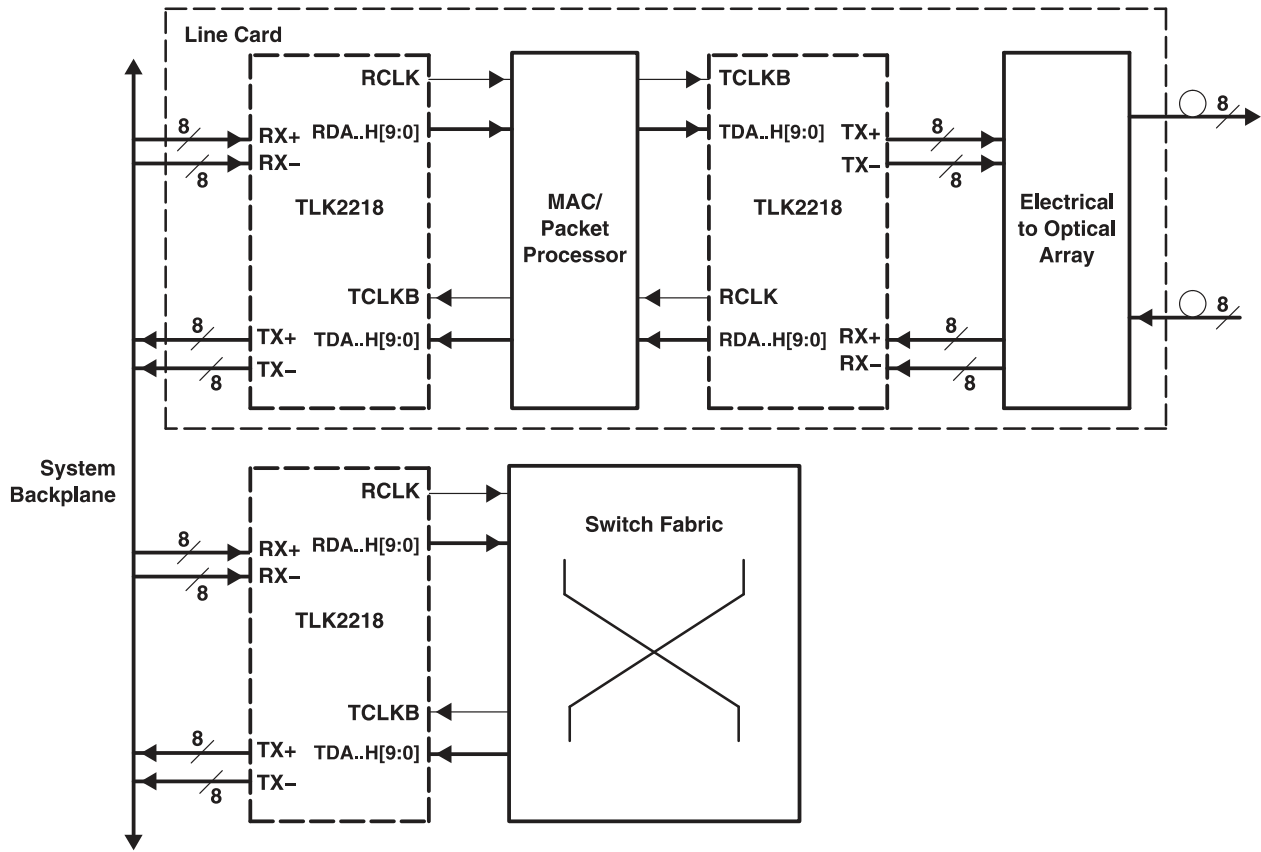 Line Card
RCLK
TCLKB
8
8
RX+
RDA..H[9:0]
TDA..H[9:0]
TX+
8
RX−
8
TX−
8
TLK2218
MAC/
Packet
Processor
TLK2218
Electrical
to Optical
Array
TCLKB
RCLK
8
8
TX+
TDA..H[9:0]
RDA..H[9:0]
RX+
8
TX−
8
RX−
8
System
Backplane
RCLK
Switch Fabric
8
RX+
RDA..H[9:0]
RX−
8
TLK2218
TCLKB
8
TX+
TDA..H[9:0]
TX−
8